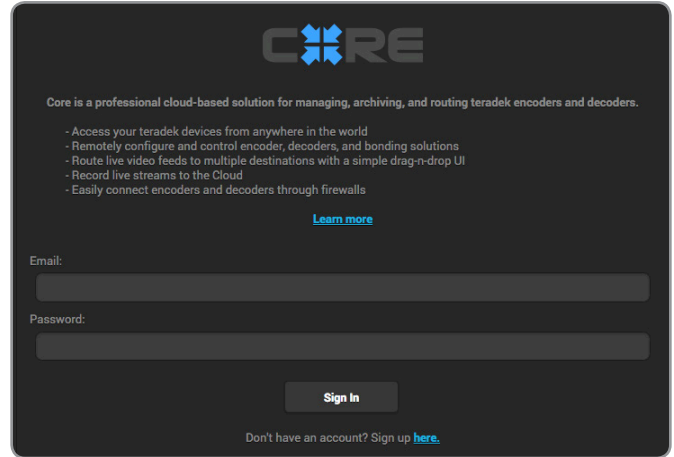 CORE
Core is a professional cloud-based solution for managing, archiving, and routing teradek encoders and decoders.
- Access your teradek devices from anywhere in the world
- Remotely configure and control encoder, decoders, and bonding solutions
- Route live video feeds to multiple destinations with a simple drag-n-drop UI
- Record live streams to the Cloud
- Easily connect encoders and decoders through firewalls
Learn more
Email:
Password:
Sign In
Don't have an account? Sign up here.